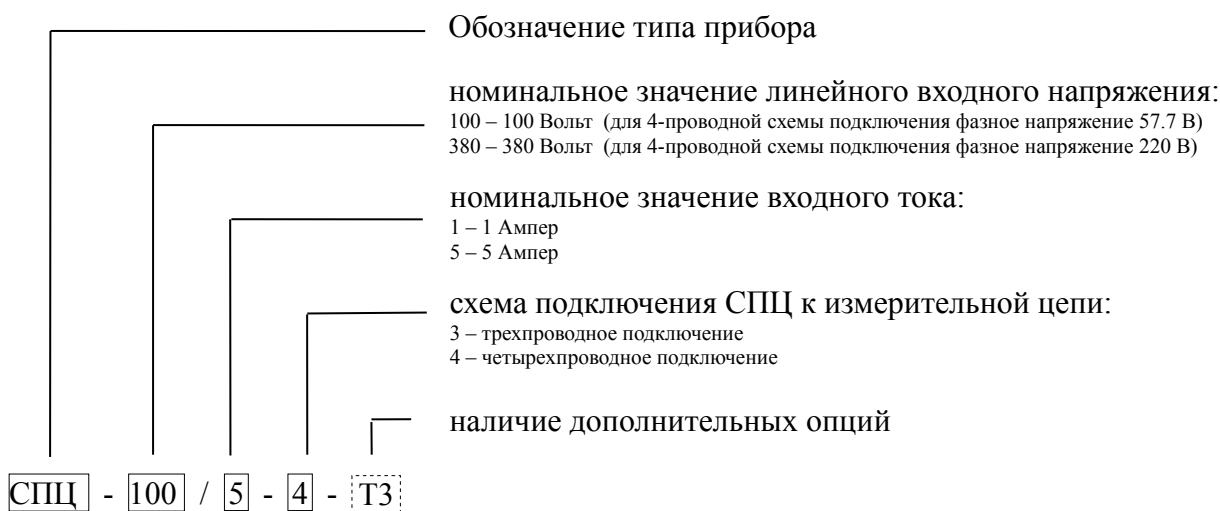 Обозначение типа прибора
номинальное значение линейного входного напряжения:
100 – 100 Вольт (для 4-проводной схемы подключения фазное напряжение 57.7 В)
380 – 380 Вольт (для 4-проводной схемы подключения фазное напряжение 220 В)
номинальное значение входного тока:
1 – 1 Ампер
5 – 5 Ампер
схема подключения СПЦ к измерительной цепи:
3 – трехпроводное подключение
4 – четырехпроводное подключение
наличие дополнительных опций
СПЦ - 100 / 5 - 4 - Т3